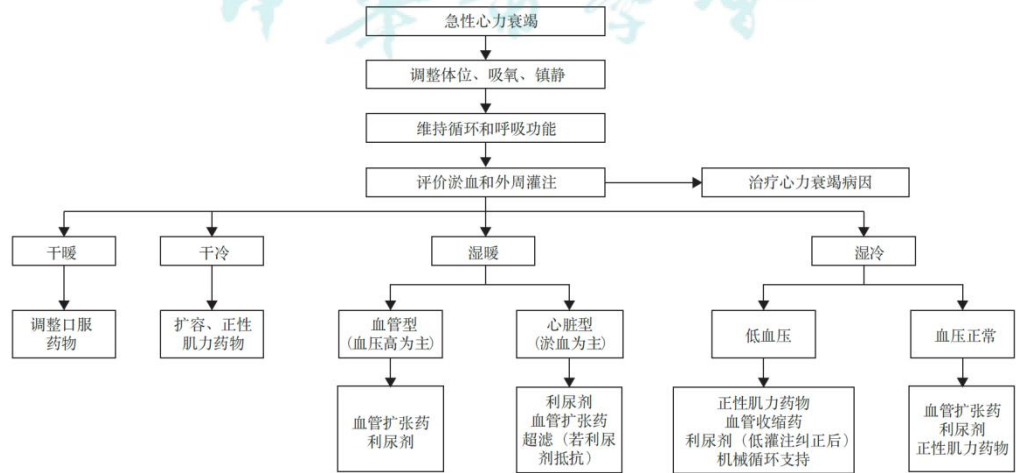 急性心力衰竭
调整体位、吸氧、镇静
维持循环和呼吸功能
评价淤血和外周灌注
治疗心力衰竭病因
干暖
干冷
湿暖
湿冷
调整口服
药物
扩容、正性
肌力药物
血管型
(血压高为主)
心脏型
(淤血为主)
低血压
血压正常
血管扩张药
利尿剂
利尿剂
血管扩张药
超滤（若利尿
剂抵抗）
正性肌力药物
血管收缩药
利尿剂（低灌注纠正后）
机械循环支持
血管扩张药
利尿剂
正性肌力药物